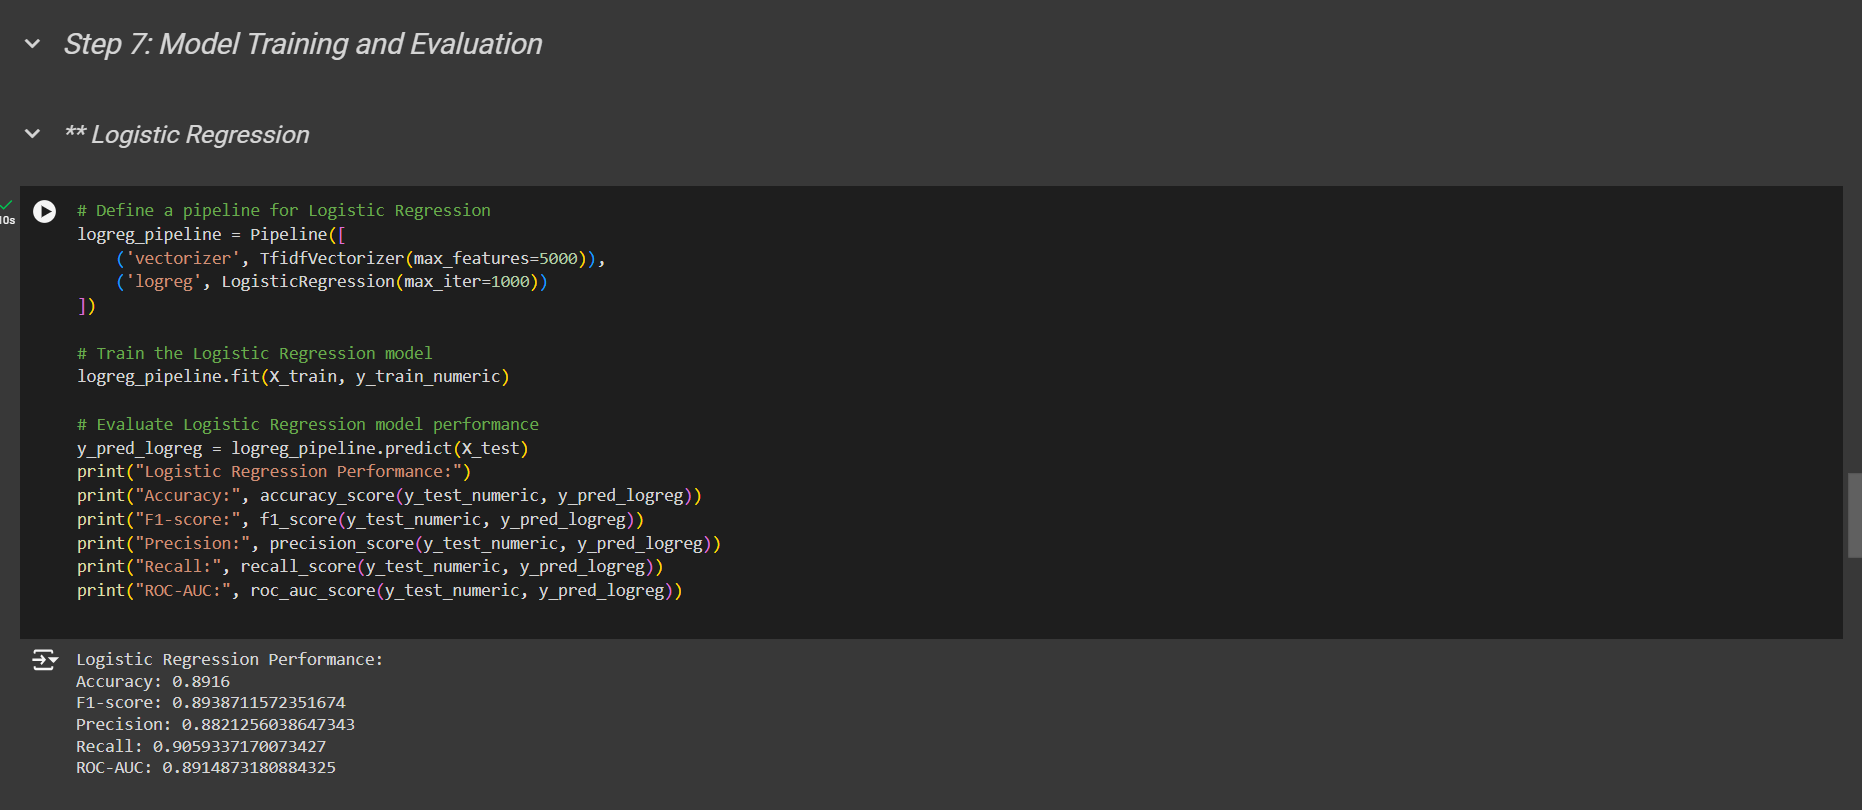 Step 7: Model Training and Evaluation
** Logistic Regression
10s
# Define a pipeline for Logistic Regression
logreg_pipeline = Pipeline([
    ('vectorizer', TfidfVectorizer(max_features=5000)),
    ('logreg', LogisticRegression(max_iter=1000))
])
# Train the Logistic Regression model
logreg_pipeline.fit(X_train, y_train_numeric)
# Evaluate Logistic Regression model performance
y_pred_logreg = logreg_pipeline.predict(X_test)
print("Logistic Regression Performance:")
print("Accuracy:", accuracy_score(y_test_numeric, y_pred_logreg))
print("F1-score:", f1_score(y_test_numeric, y_pred_logreg))
print("Precision:", precision_score(y_test_numeric, y_pred_logreg))
print("Recall:", recall_score(y_test_numeric, y_pred_logreg))
print("ROC-AUC:", roc_auc_score(y_test_numeric, y_pred_logreg))
Logistic Regression Performance:
Accuracy: 0.8916
F1-score: 0.8938711572351674
Precision: 0.8821256038647343
Recall: 0.9059337170073427
ROC-AUC: 0.8914873180884325